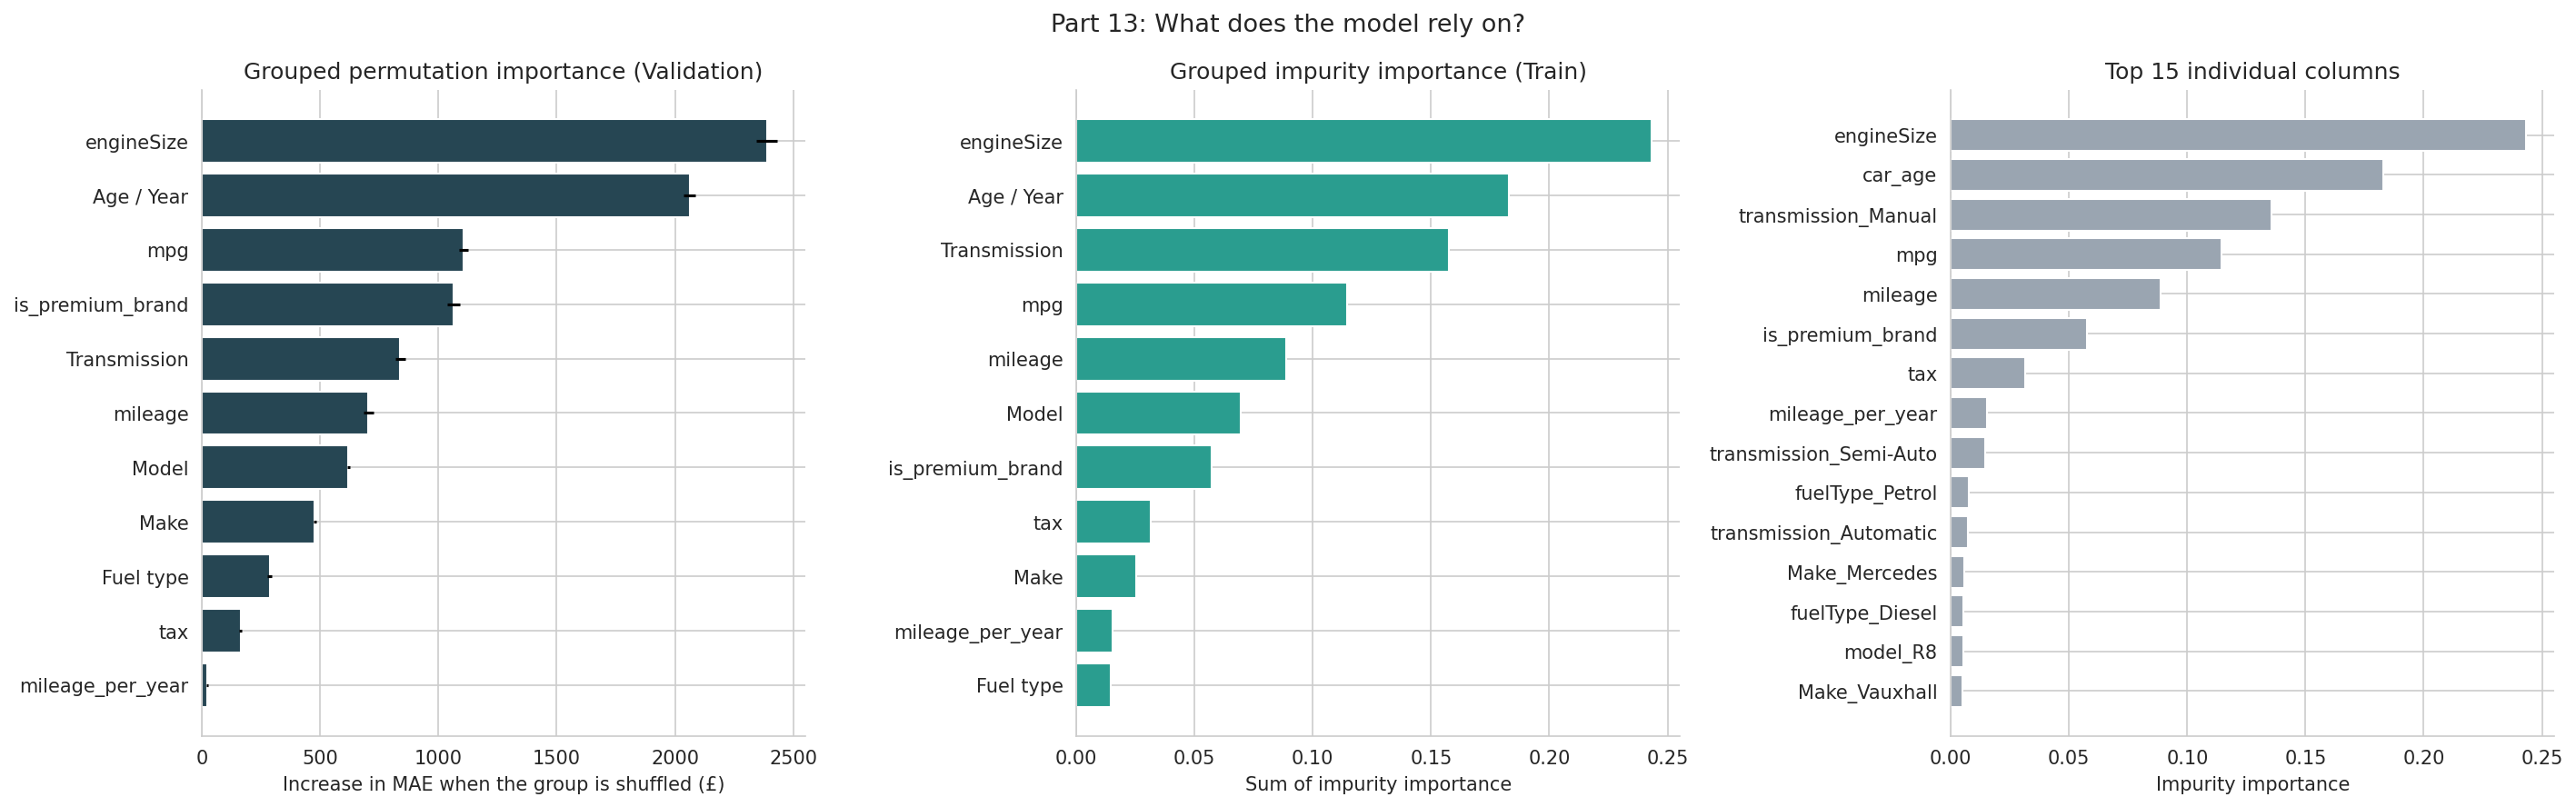 Part 13: What does the model rely on?
Grouped permutation importance (Validation)
engineSize
Age / Year
mpg
is_premium_brand
Transmission
mileage
Model
Make
Fuel type
tax
mileage_per_year
0 500 1000 1500 2000 2500
Increase in MAE when the group is shuffled (£)
Grouped impurity importance (Train)
engineSize
Age / Year
Transmission
mpg
mileage
Model
is_premium_brand
tax
Make
mileage_per_year
Fuel type
0.00 0.05 0.10 0.15 0.20 0.25
Sum of impurity importance
Top 15 individual columns
engineSize
car_age
transmission_Manual
mpg
mileage
is_premium_brand
tax
mileage_per_year
transmission_Semi-Auto
fuelType_Petrol
transmission_Automatic
Make_Mercedes
fuelType_Diesel
model_R8
Make_Vauxhall
0.00 0.05 0.10 0.15 0.20 0.25
Impurity importance